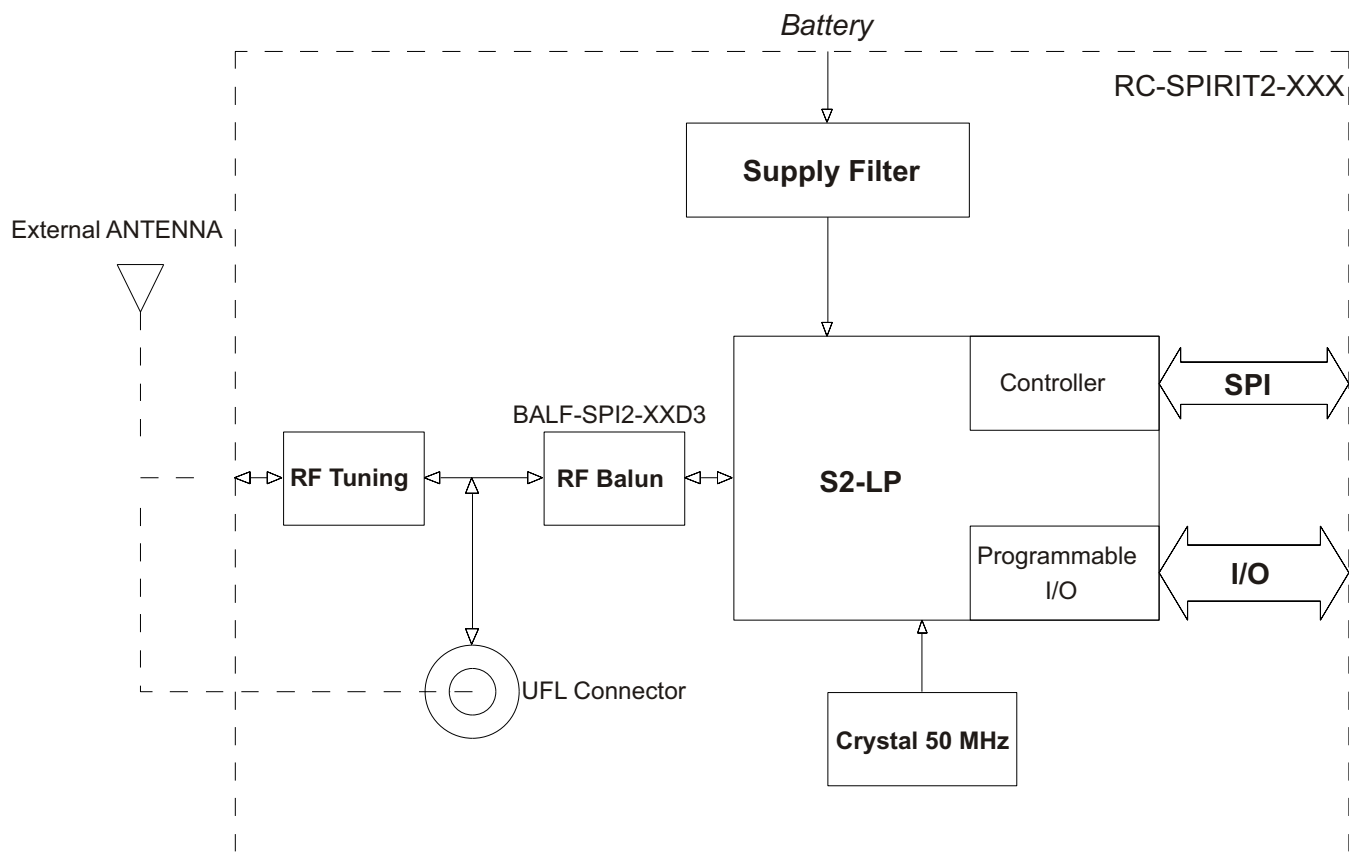 Battery
RC-SPIRIT2-XXX
Supply Filter
External ANTENNA
Controller
SPI
BALF-SPI2-XXD3
RF Tuning
RF Balun
S2-LP
Programmable
I/O
I/O
UFL Connector
Crystal 50 MHz